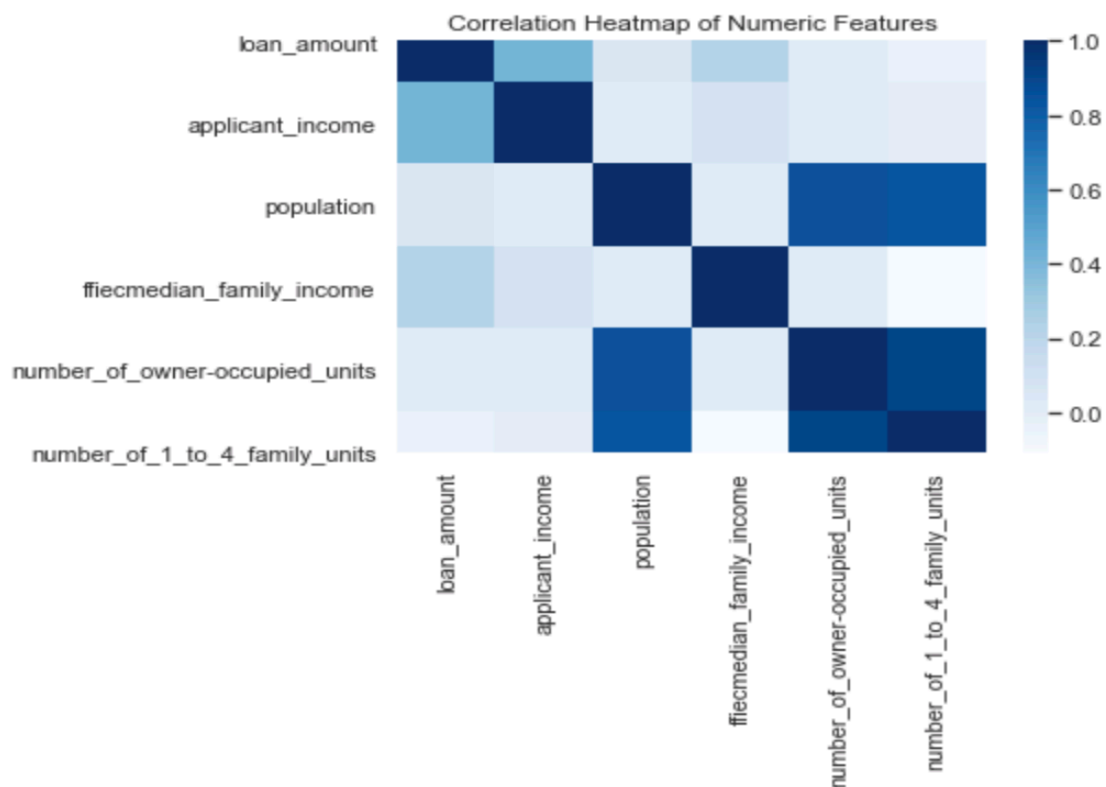 Correlation Heatmap of Numeric Features
loan_amount
applicant_income
population
ffiecmedian_family_income
number_of_owner-occupied_units
number_of_1_to_4_family_units
1.0
0.8
0.6
0.4
0.2
0.0
loan_amount
applicant_income
population
ffiecmedian_family_income
number_of_owner-occupied_units
number_of_1_to_4_family_units